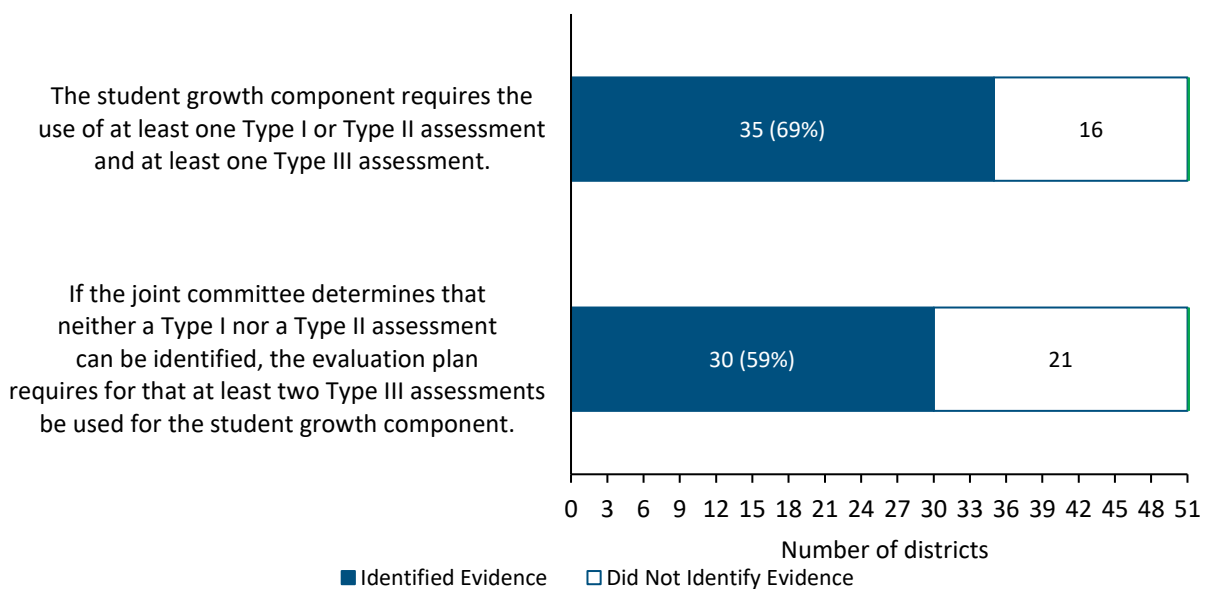 The student growth component requires the
use of at least one Type I or Type II assessment
and at least one Type III assessment.
35 (69%)
16
If the joint committee determines that
neither a Type I nor a Type II assessment
can be identified, the evaluation plan
requires for that at least two Type III assessments
be used for the student growth component.
30 (59%)
21
0 3 6 9 12 15 18 21 24 27 30 33 36 39 42 45 48 51
Number of districts
Identified Evidence Did Not Identify Evidence